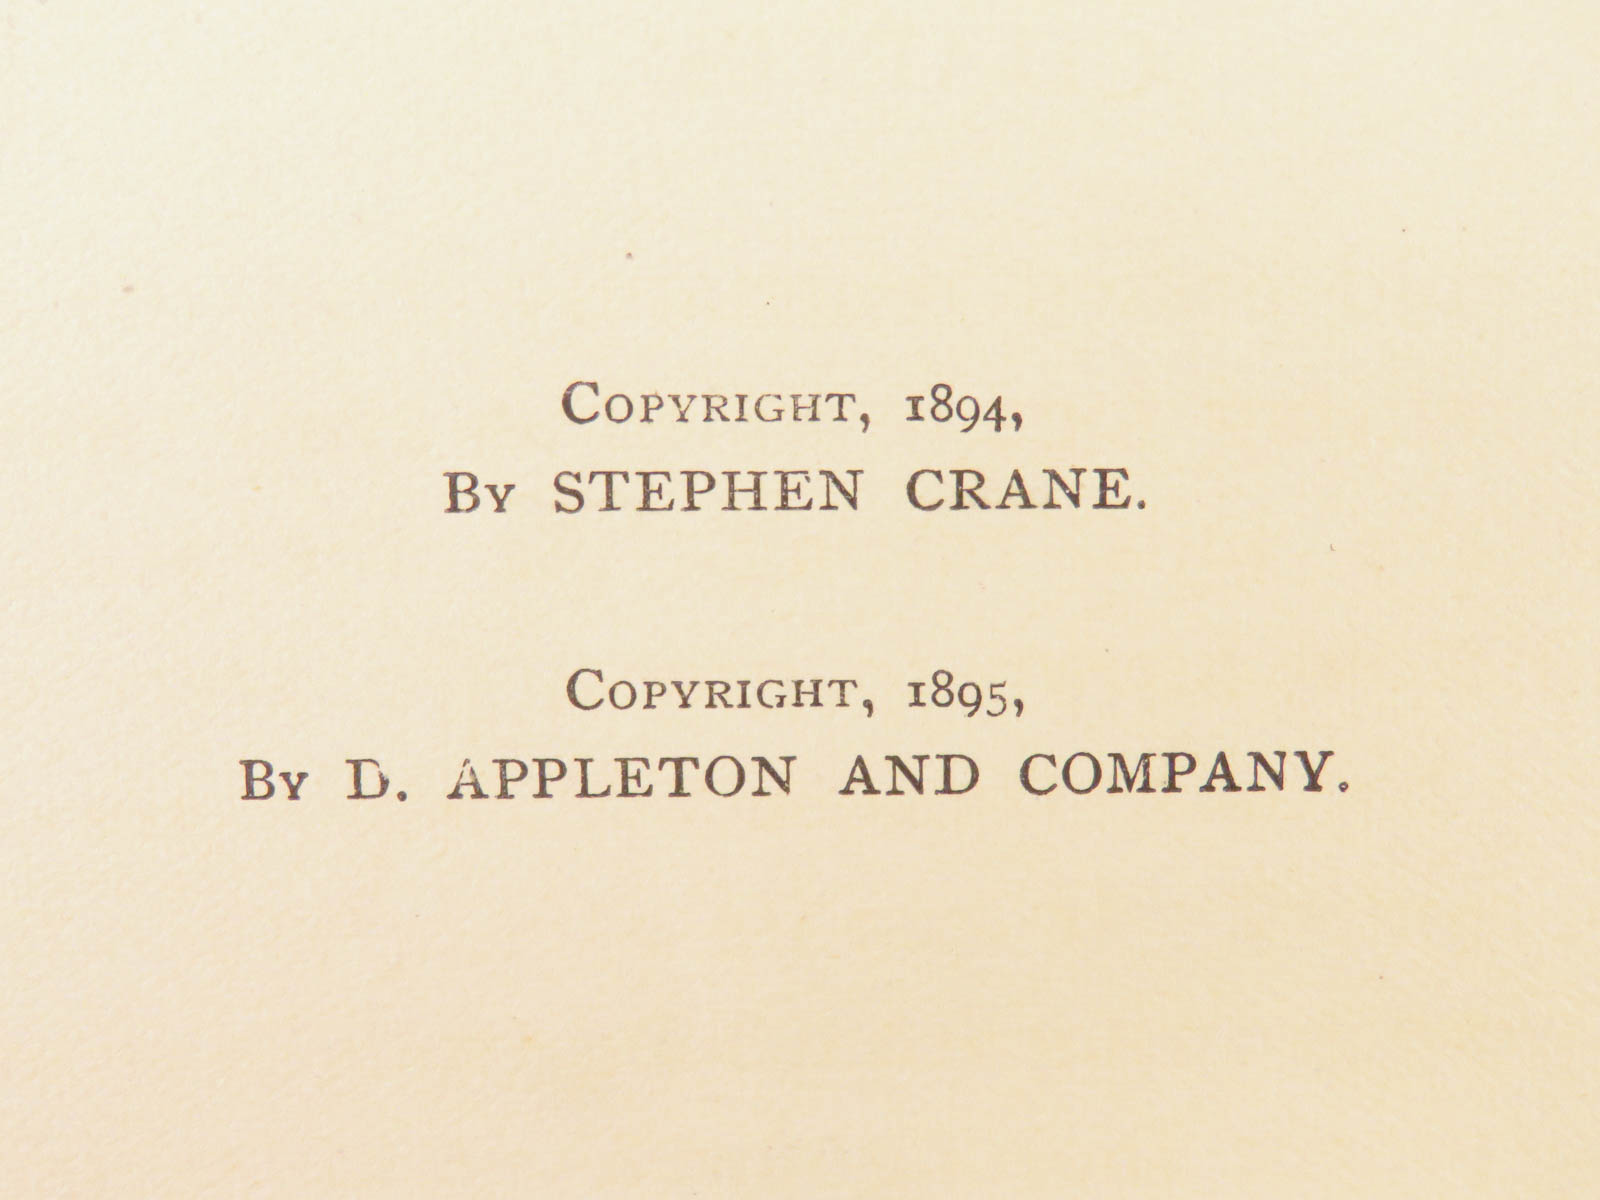 Copyright, 1894,
By STEPHEN CRANE.
Copyright, 1895,
By D. APPLETON AND COMPANY.